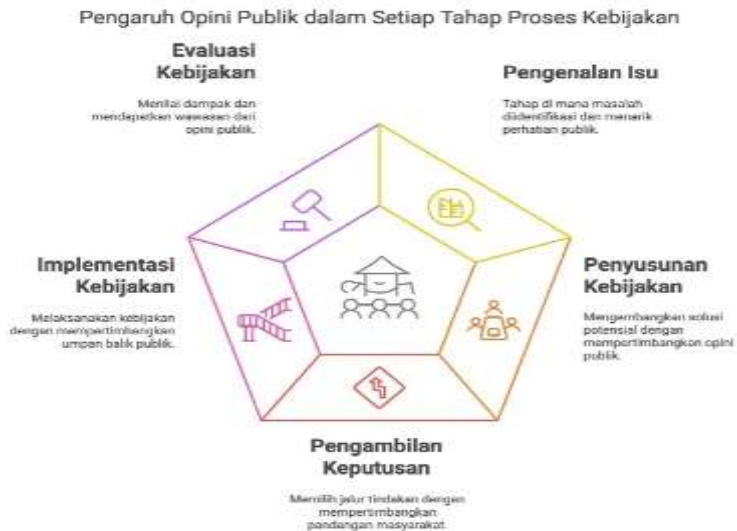 Pengaruh Opini Publik dalam Setiap Tahap Proses Kebijakan
Evaluasi
Kebijakan
Menilai dampak dan
mendapatkan wawasan dari
opini publik.
Pengenalan Isu
Tahap di mana masalah
diidentifikasi dan menarik
perhatian publik.
Implementasi
Kebijakan
Melaksanakan kebijakan
dengan mempertimbangkan
umpan balik publik.
Penyusunan
Kebijakan
Mengembangkan solusi
potensial dengan
mempertimbangkan opini
publik.
Pengambilan
Keputusan
Memilih jalur tindakan dengan
mempertimbangkan
pandangan masyarakat.